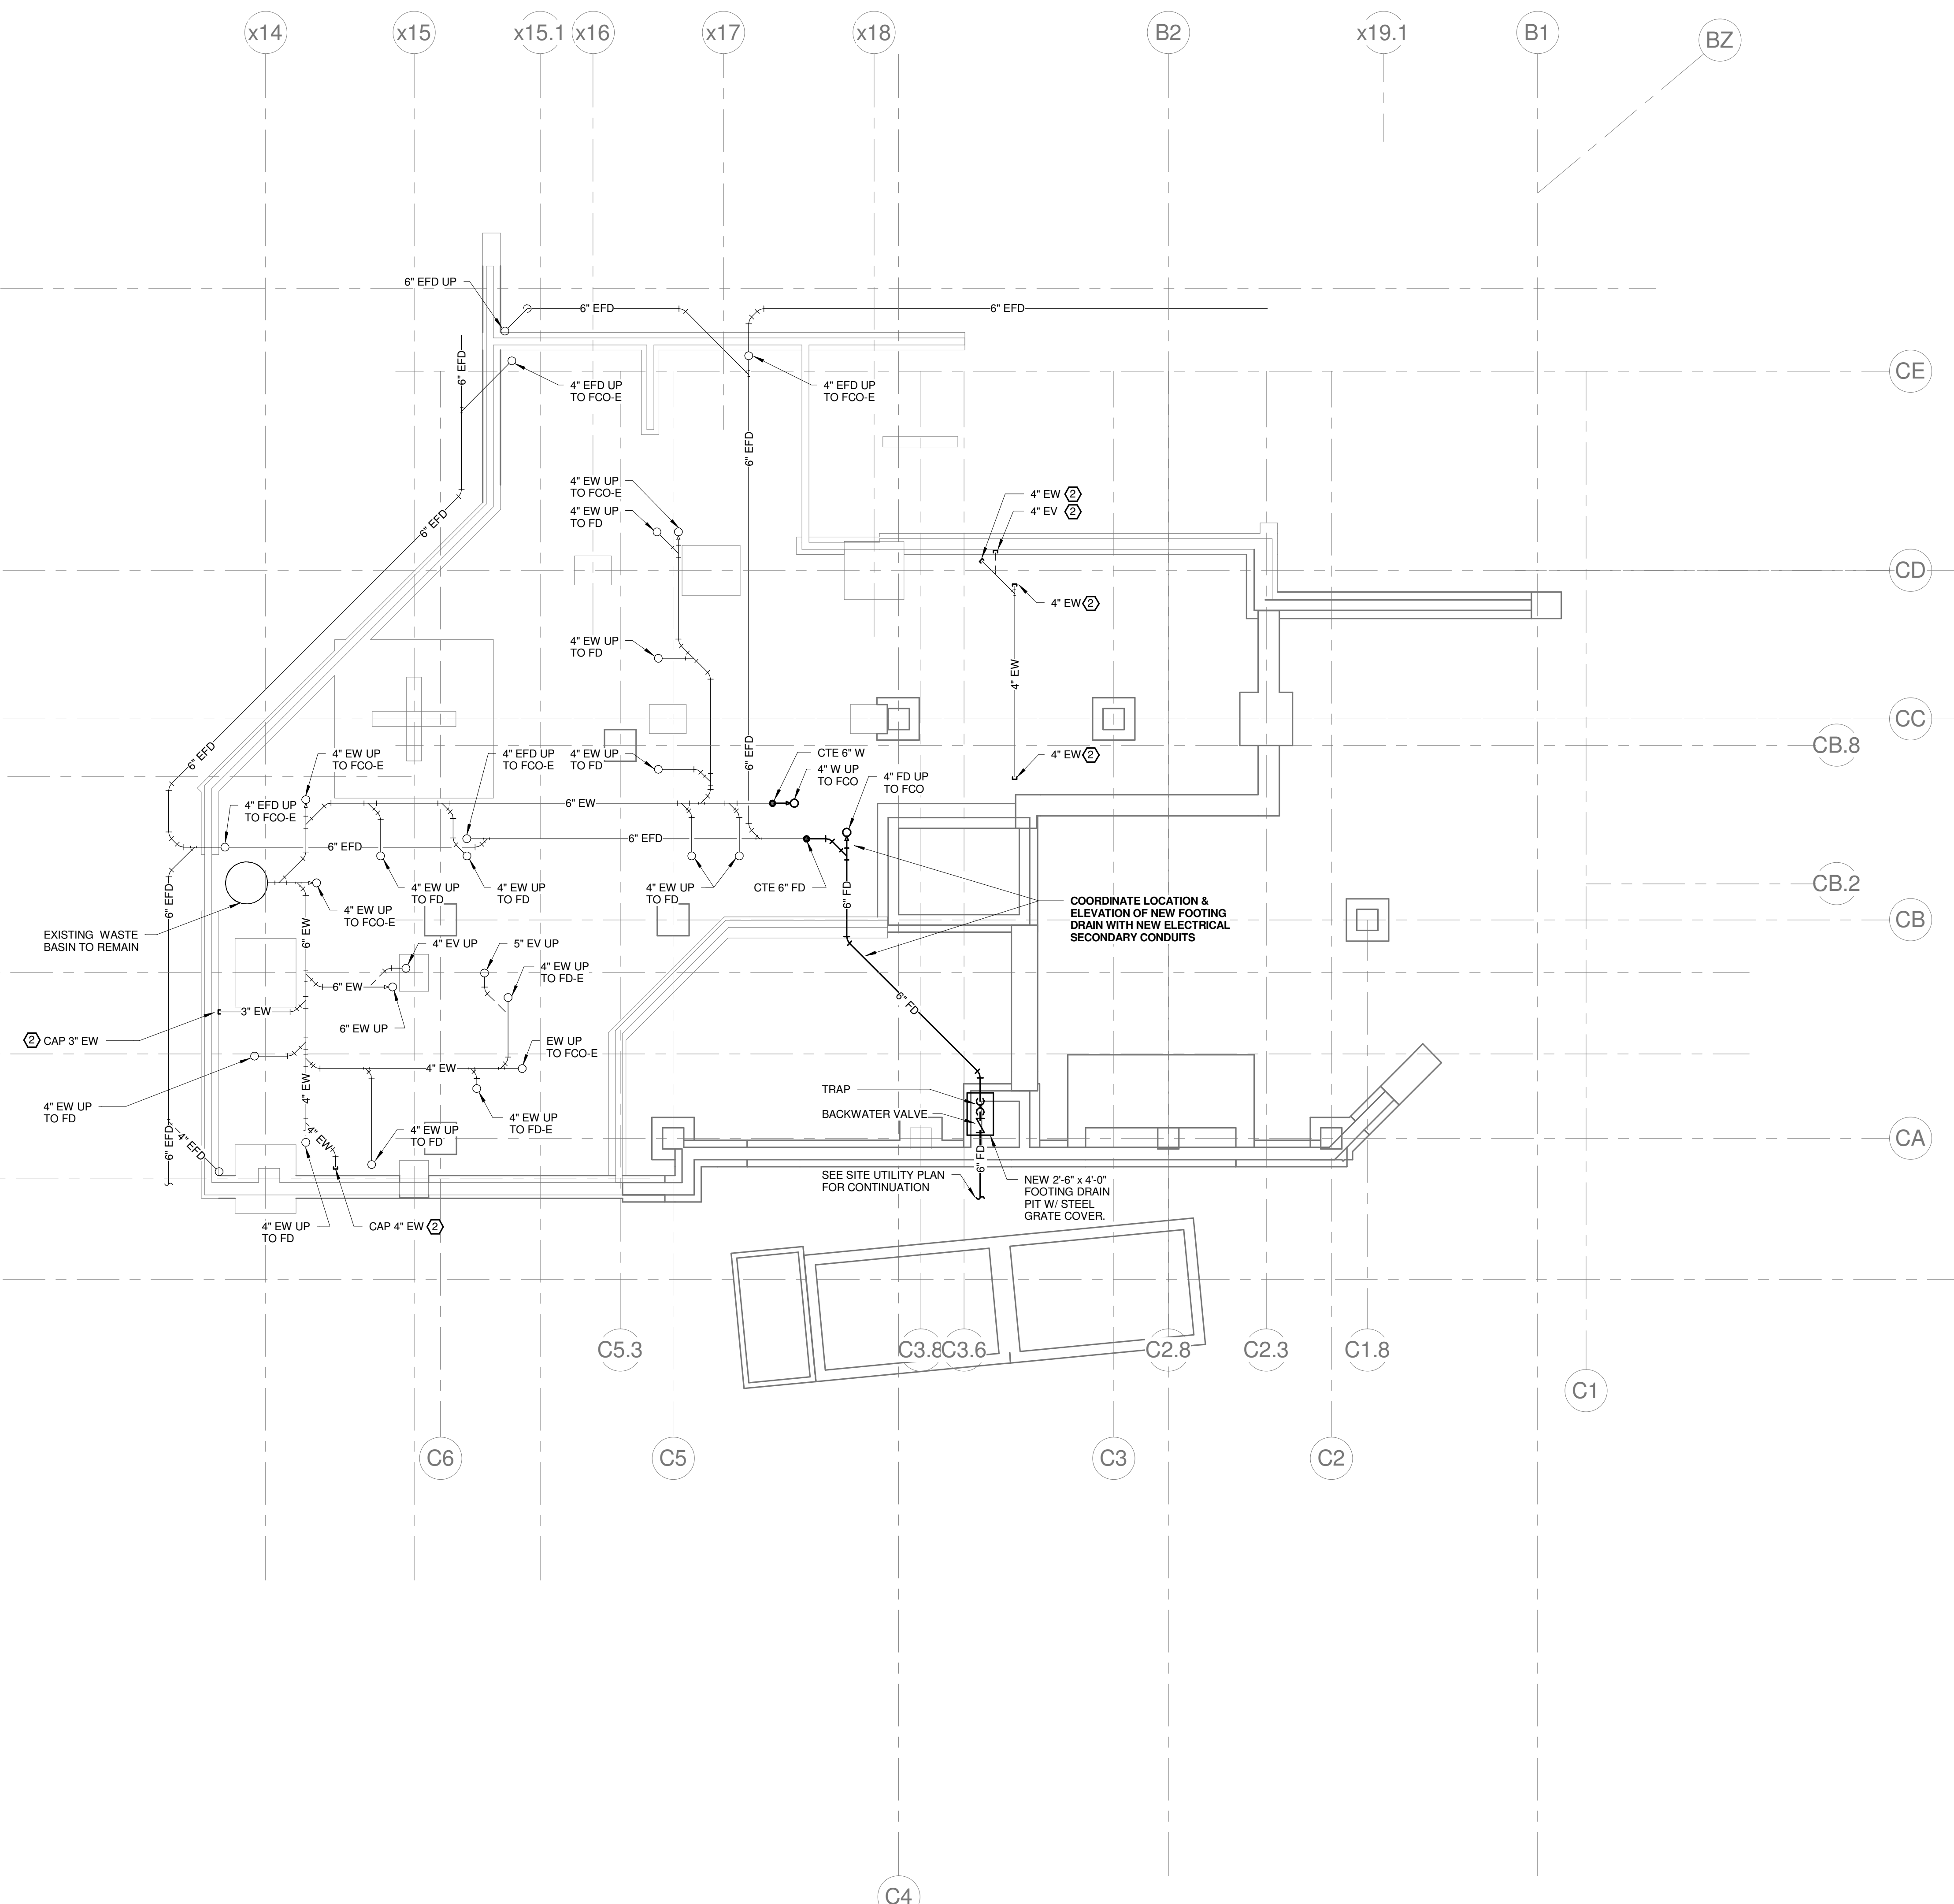 x14
x15
x15.1
x16
x17
x18
B2
x19.1
B1
BZ
6" EFD UP
6" EFD
6" EFD
6" EFD
4" EFD UP
TO FCO-E
4" EFD UP
TO FCO-E
CE
6" EFD
4" EW UP
TO FCO-E
4" EW UP
TO FD
6" EFD
4" EW 2
4" EV 2
CD
4" EW 2
4" EW UP
TO FD
4" EW
CC
CB.8
6" EFD
4" EW UP
TO FCO-E
4" EFD UP
TO FCO-E
4" EW UP
TO FD
6" EFD
CTE 6" W
4" W UP
TO FCO
4" FD UP
TO FCO
4" EW 2
4" EFD UP
TO FCO-E
6" EW
6" EFD
6" EFD
4" EW UP
TO FD
4" EW UP
TO FD
4" EW UP
TO FD
CTE 6" FD
6" FD
CB.2
6" EFD
4" EW UP
TO FCO-E
COORDINATE LOCATION &
ELEVATION OF NEW FOOTING
DRAIN WITH NEW ELECTRICAL
SECONDARY CONDUITS
CB
EXISTING WASTE
BASIN TO REMAIN
6" EW
4" EV UP
5" EV UP
4" EW UP
TO FD-E
6" EW
6" FD
3" EW
6" EW UP
2 CAP 3" EW
EW UP
TO FCO-E
4" EW
4" EW
TRAP
4" EW UP
TO FD
BACKWATER VALVE
4" EW UP
TO FD-E
6" EFD
4" EFD
4" EW
4" EW UP
TO FD
CA
6" FD
SEE SITE UTILITY PLAN
FOR CONTINUATION
NEW 2'-6" x 4'-0"
FOOTING DRAIN
PIT W/ STEEL
GRATE COVER.
4" EW UP
TO FD
CAP 4" EW 2
C5.3
C3.8
C3.6
C2.8
C2.3
C1.8
C1
C6
C5
C3
C2
C4